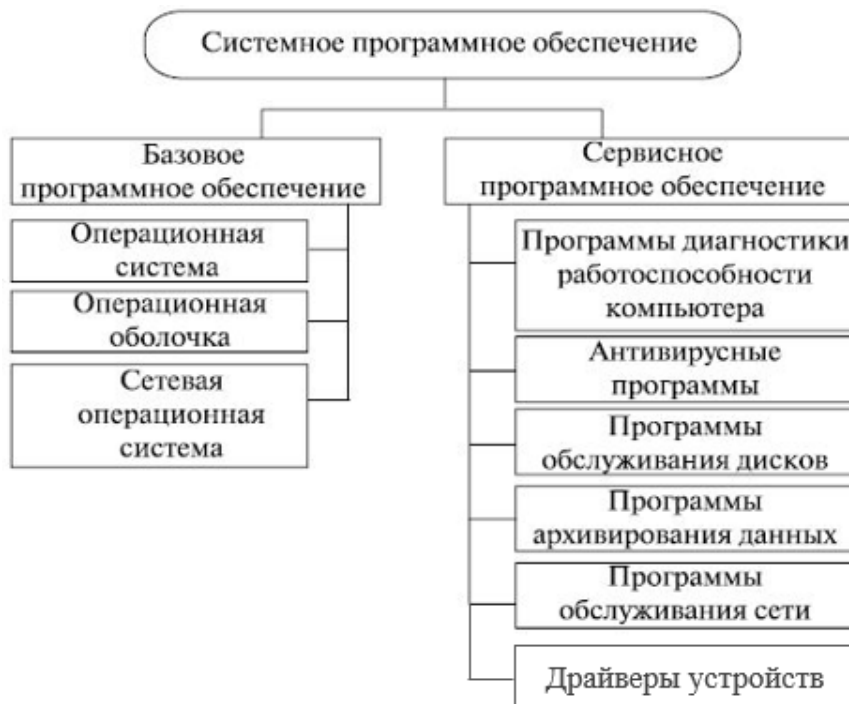 Системное программное обеспечение
Базовое
программное обеспечение
Операционная
система
Операционная
оболочка
Сетевая
операционная
система
Сервисное
программное обеспечение
Программы диагностики
работоспособности
компьютера
Антивирусные
программы
Программы
обслуживания дисков
Программы
архивирования данных
Программы
обслуживания сети
Драйверы устройств